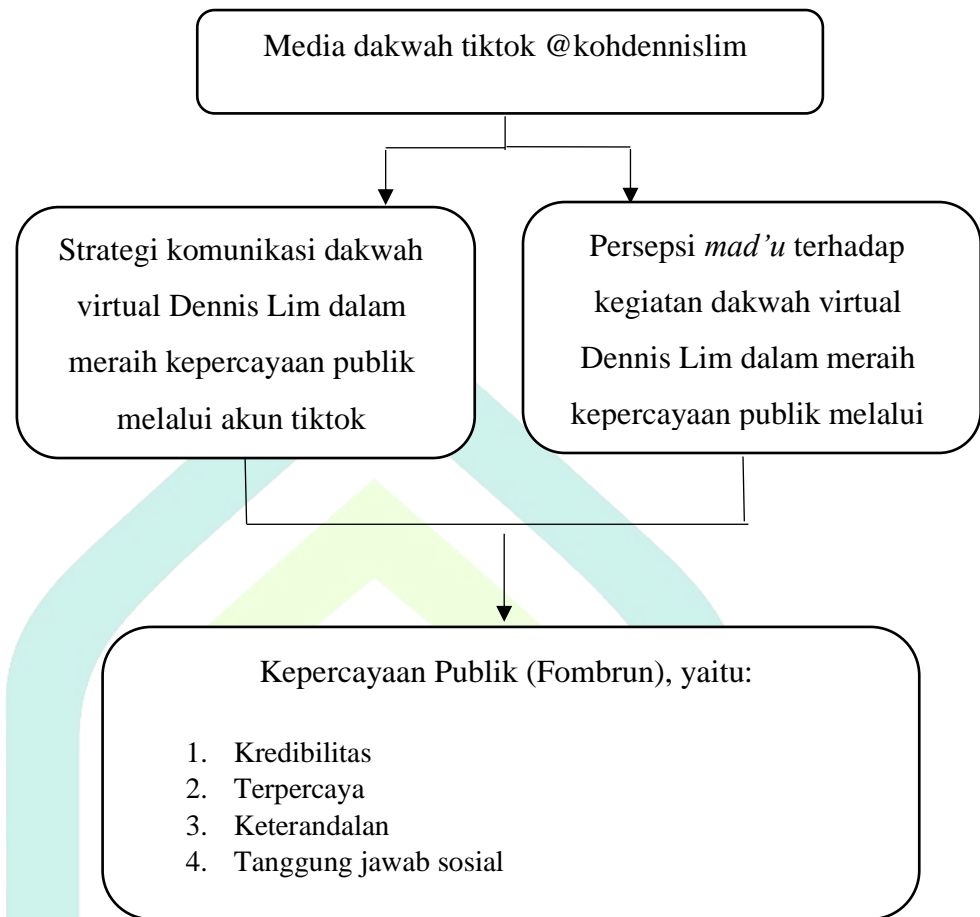 Media dakwah tiktok @kohdennislim
Strategi komunikasi dakwah
virtual Dennis Lim dalam
meraih kepercayaan publik
melalui akun tiktok
Persepsi mad’u terhadap
kegiatan dakwah virtual
Dennis Lim dalam meraih
kepercayaan publik melalui
Kepercayaan Publik (Fombrun), yaitu:
1. Kredibilitas
2. Terpercaya
3. Keterandalan
4. Tanggung jawab sosial